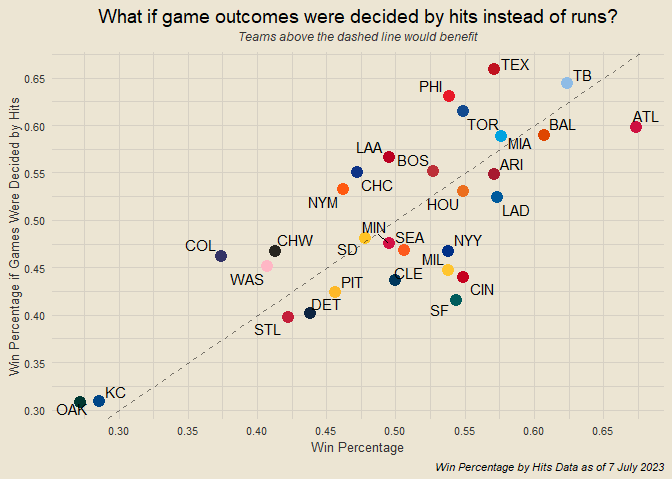 What if game outcomes were decided by hits instead of runs?
Teams above the dashed line would benefit
Win Percentage if Games Were Decided by Hits
0.65
0.60
0.55
0.50
0.45
0.40
0.35
0.30
TEX
TB
PHI
TOR
MIA
BAL
ATL
LAA
BOS
ARI
CHC
NYM
HOU
LAD
MIN
COL
CHW
SD
SEA
NYY
WAS
MIL
PIT
CLE
CIN
DET
SF
STL
KC
OAK
0.30
0.35
0.40
0.45
0.50
0.55
0.60
0.65
Win Percentage
Win Percentage by Hits Data as of 7 July 2023